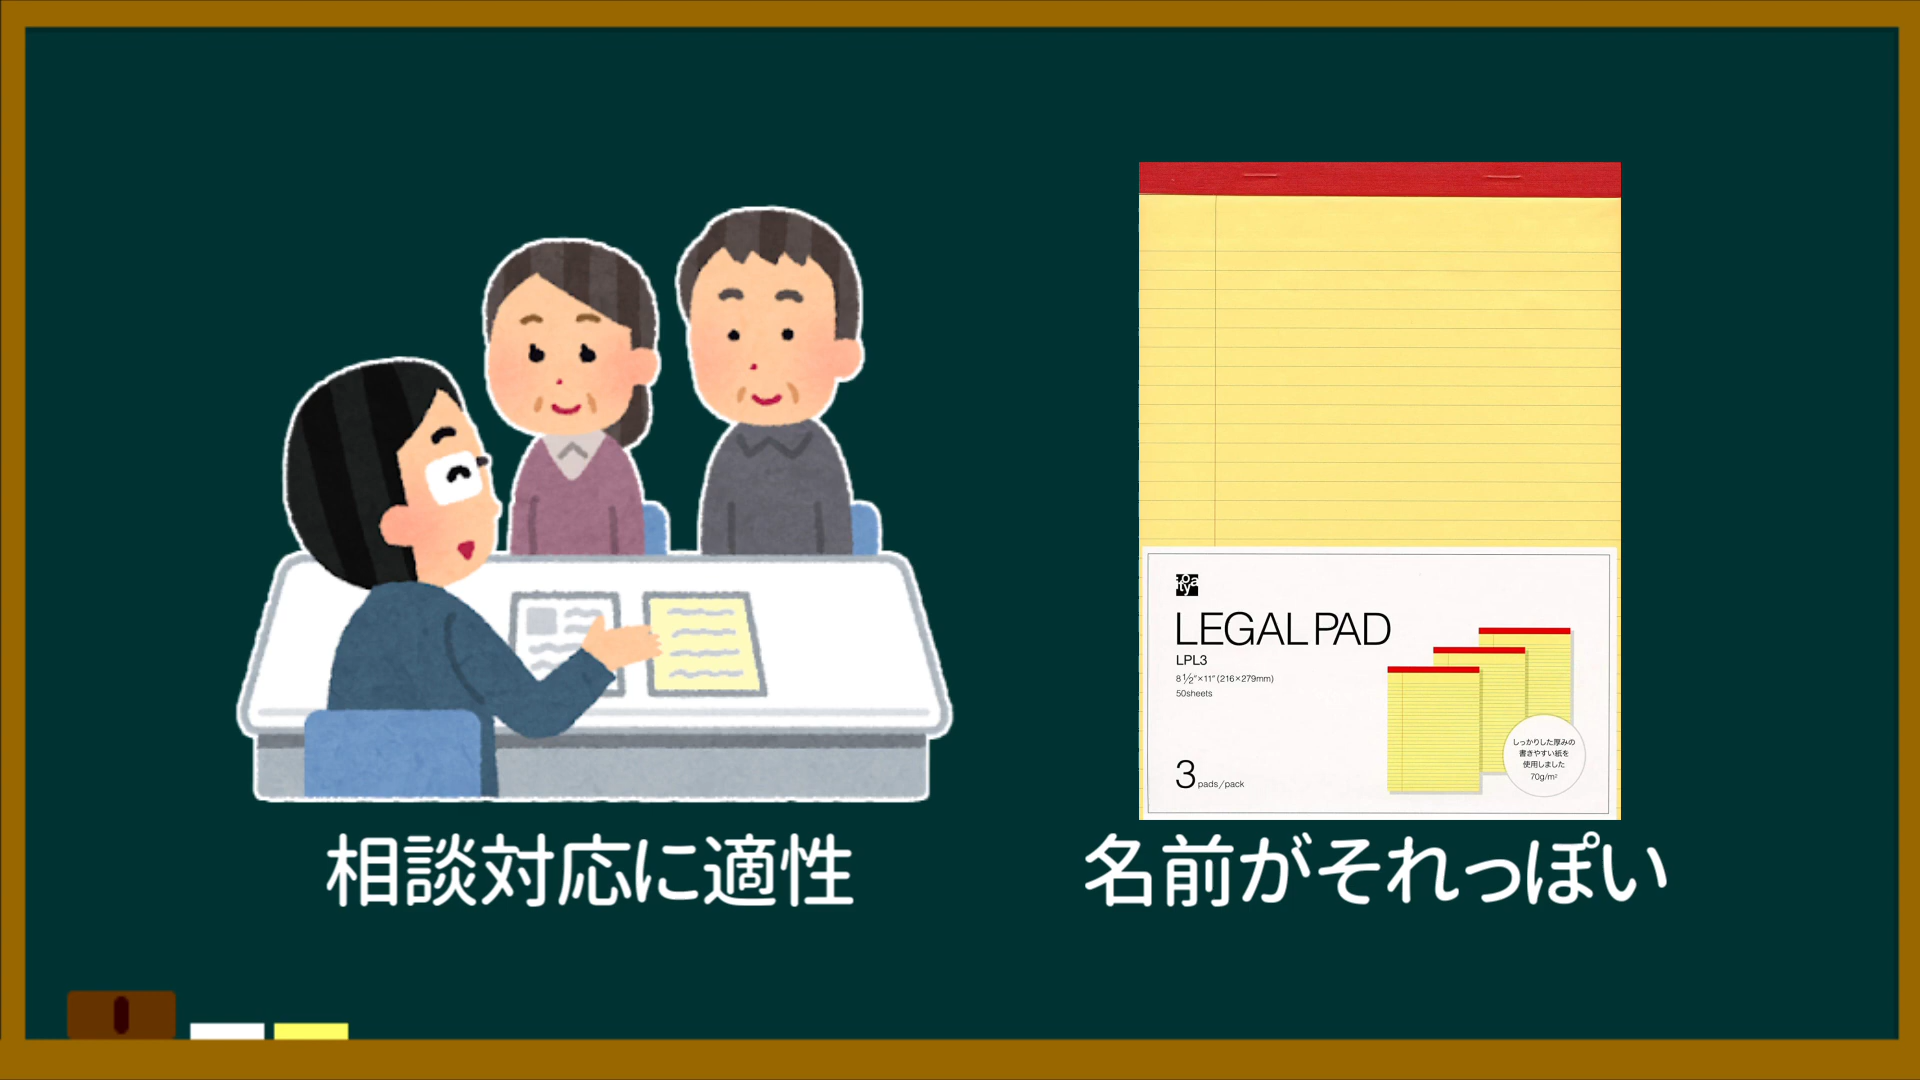 LEGAL PAD
LPL3
8 1/2"×11" (216×279mm)
50sheets
3 pads/pack
しっかりした厚みの
書きやすい紙を
使用しました
70g/m²
相談対応に適性
名前がそれっぽい